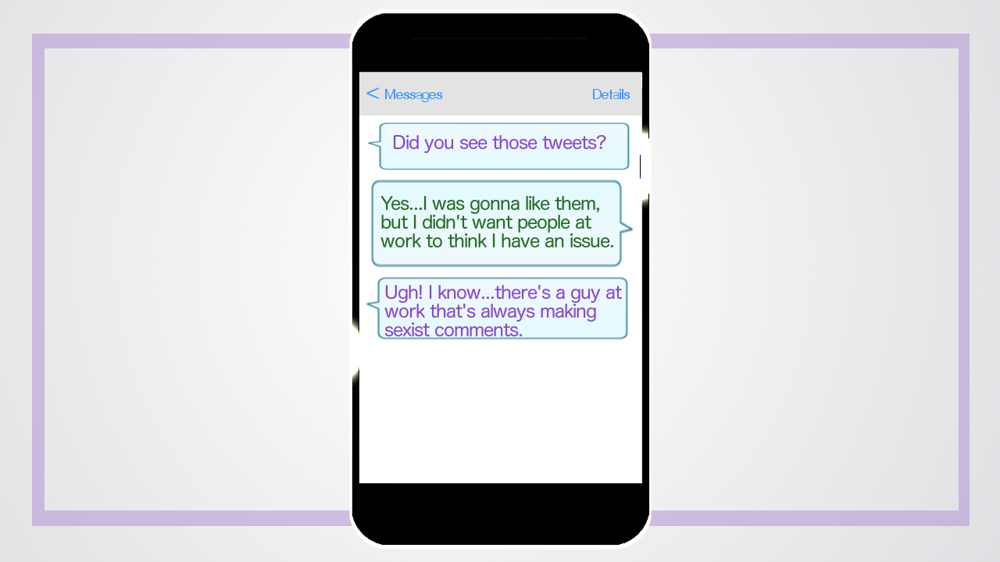 < Messages
Details
Did you see those tweets?
Yes...I was gonna like them,
but I didn't want people at
work to think I have an issue.
Ugh! I know...there's a guy at
work that's always making
sexist comments.